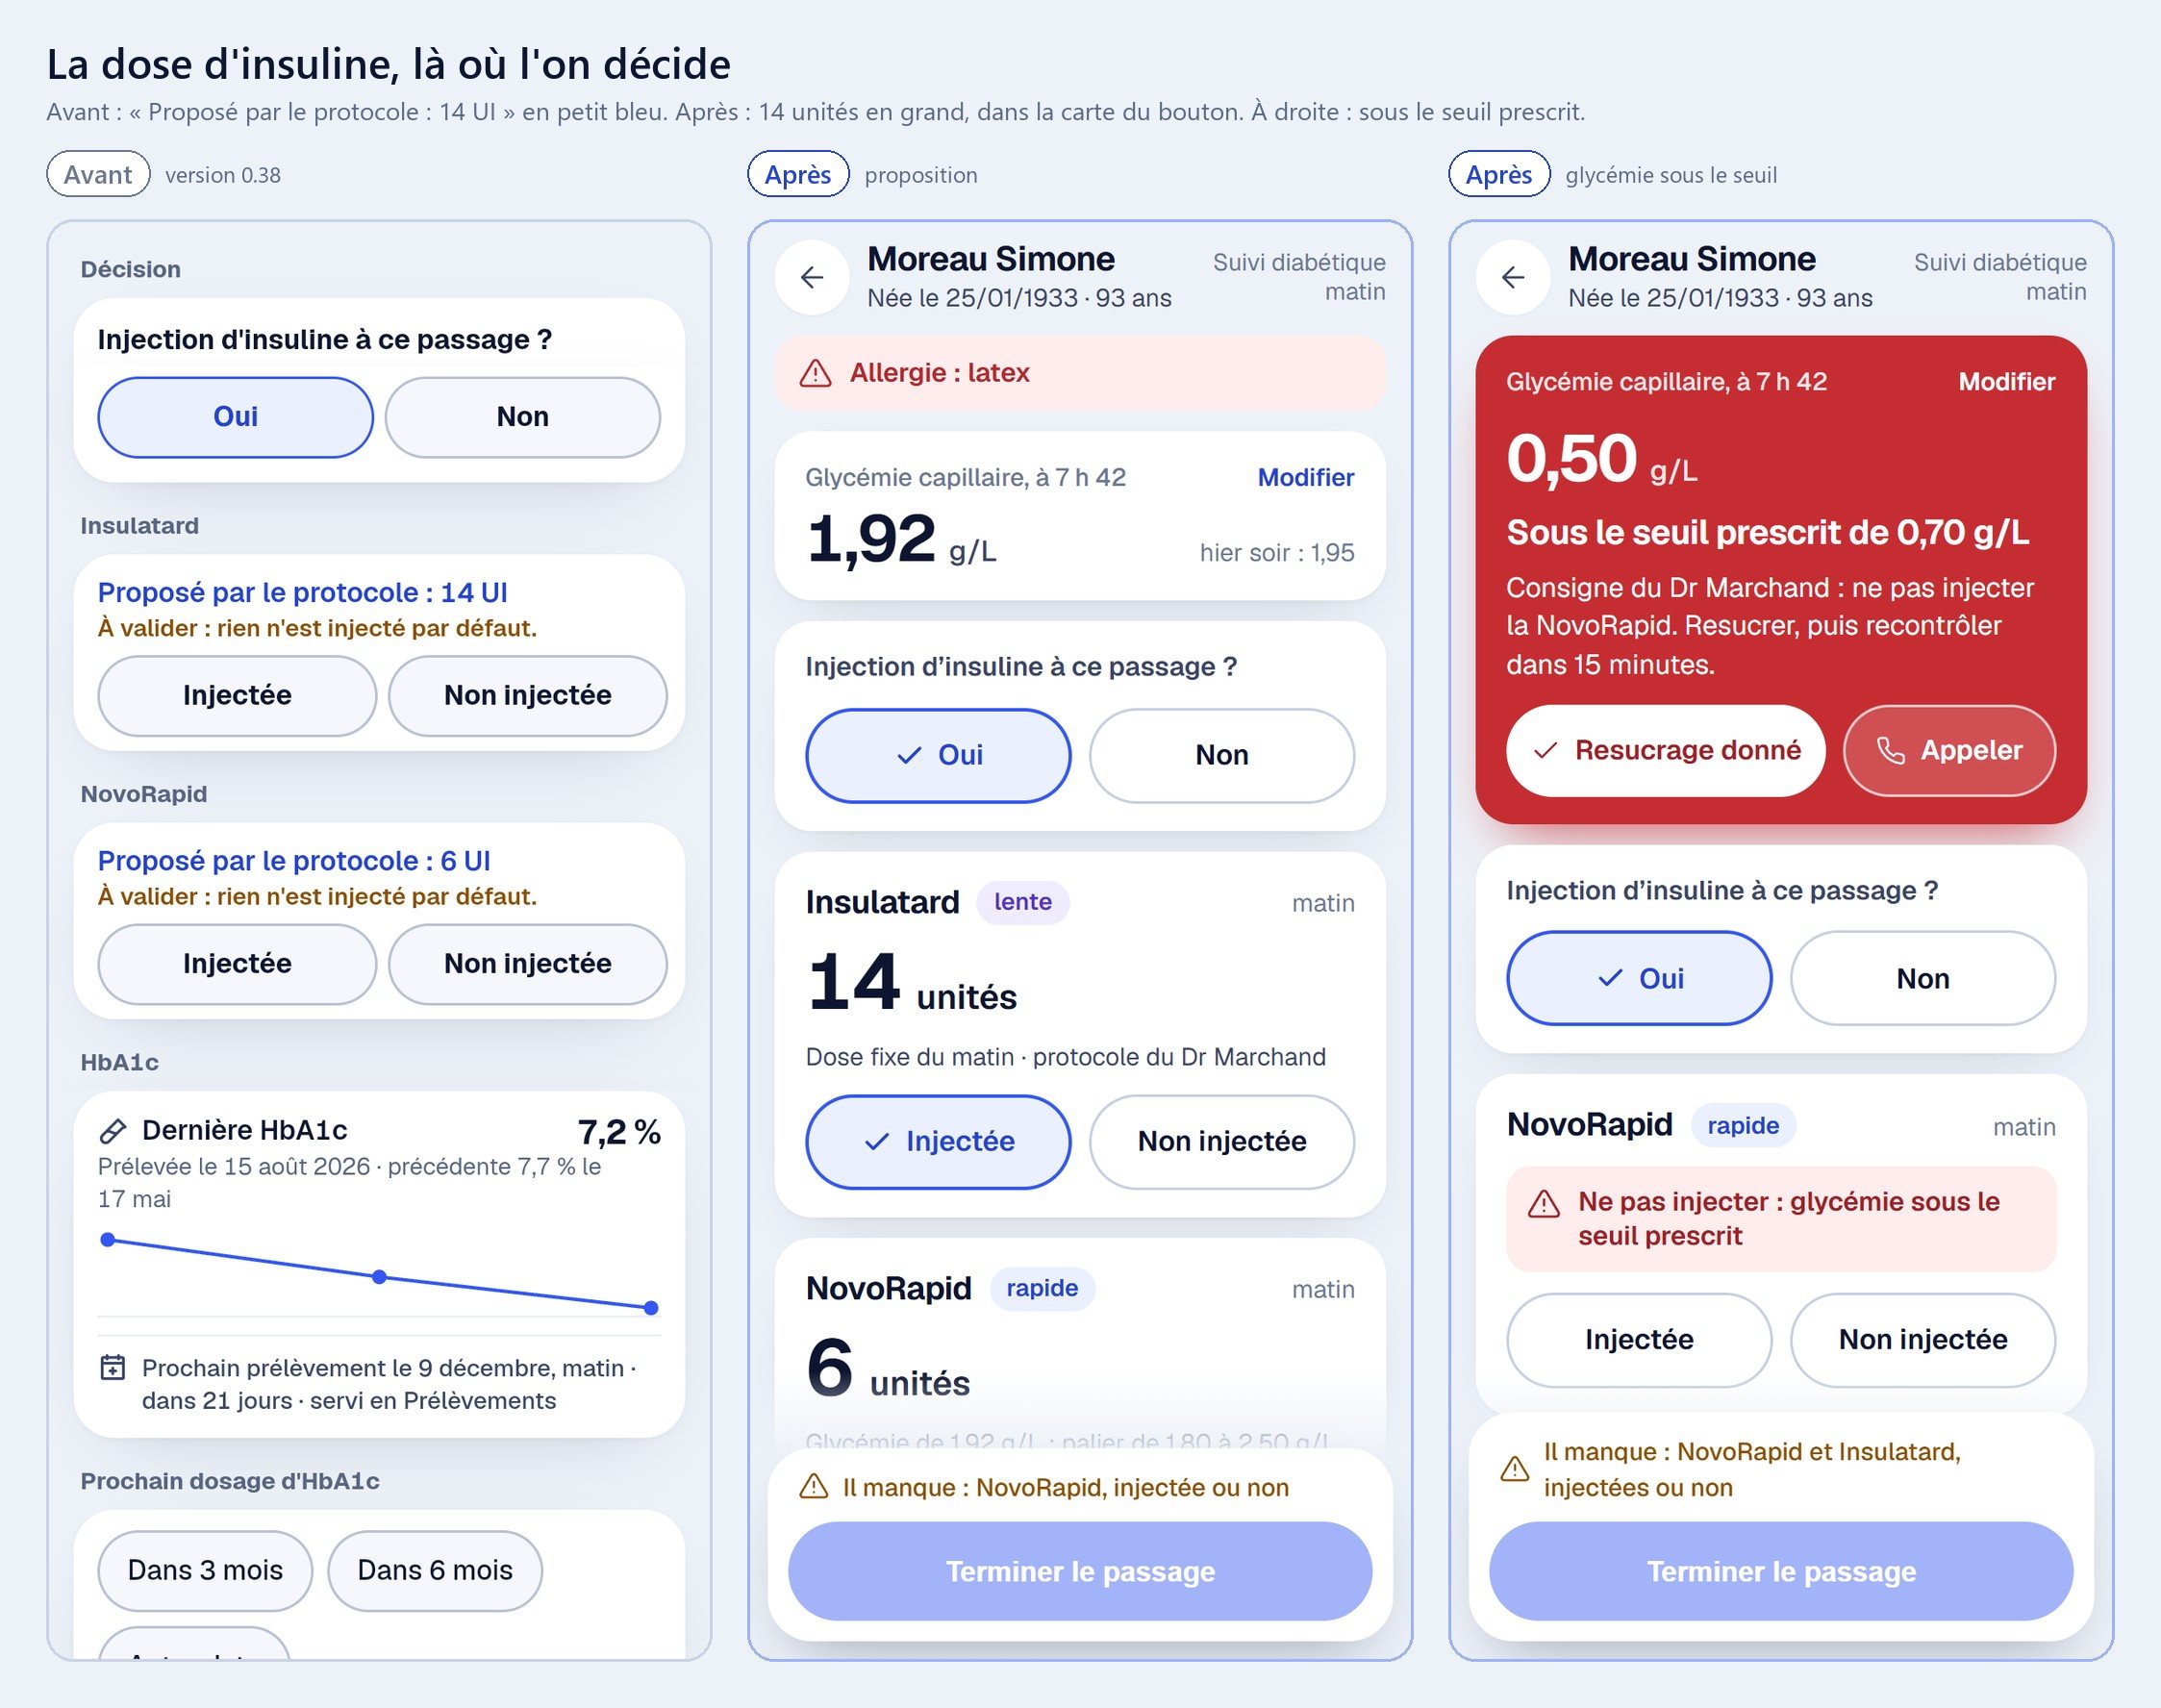 La dose d'insuline, là où l'on décide
Avant : « Proposé par le protocole : 14 UI » en petit bleu. Après : 14 unités en grand, dans la carte du bouton. À droite : sous le seuil prescrit.
Avant version 0.38
Décision
Injection d'insuline à ce passage ?
Oui Non
Insulatard
Proposé par le protocole : 14 UI
À valider : rien n'est injecté par défaut.
Injectée Non injectée
NovoRapid
Proposé par le protocole : 6 UI
À valider : rien n'est injecté par défaut.
Injectée Non injectée
HbA1c
Dernière HbA1c 7,2 %
Prélevée le 15 août 2026 · précédente 7,7 % le
17 mai
Prochain prélèvement le 9 décembre, matin ·
dans 21 jours · servi en Prélèvements
Prochain dosage d'HbA1c
Dans 3 mois Dans 6 mois
Après proposition
Moreau Simone
Née le 25/01/1933 · 93 ans
Suivi diabétique
matin
Allergie : latex
Glycémie capillaire, à 7 h 42 Modifier
1,92 g/L hier soir : 1,95
Injection d’insuline à ce passage ?
Oui Non
Insulatard lente matin
14 unités
Dose fixe du matin · protocole du Dr Marchand
Injectée Non injectée
NovoRapid rapide matin
6 unités
Glycémie de 1,92 g/L : palier de 1,80 à 2,50 g/L
Il manque : NovoRapid, injectée ou non
Terminer le passage
Après glycémie sous le seuil
Moreau Simone
Née le 25/01/1933 · 93 ans
Suivi diabétique
matin
Glycémie capillaire, à 7 h 42 Modifier
0,50 g/L
Sous le seuil prescrit de 0,70 g/L
Consigne du Dr Marchand : ne pas injecter
la NovoRapid. Resucrer, puis recontrôler
dans 15 minutes.
Resucrage donné Appeler
Injection d’insuline à ce passage ?
Oui Non
NovoRapid rapide matin
Ne pas injecter : glycémie sous le
seuil prescrit
Injectée Non injectée
Il manque : NovoRapid et Insulatard,
injectées ou non
Terminer le passage